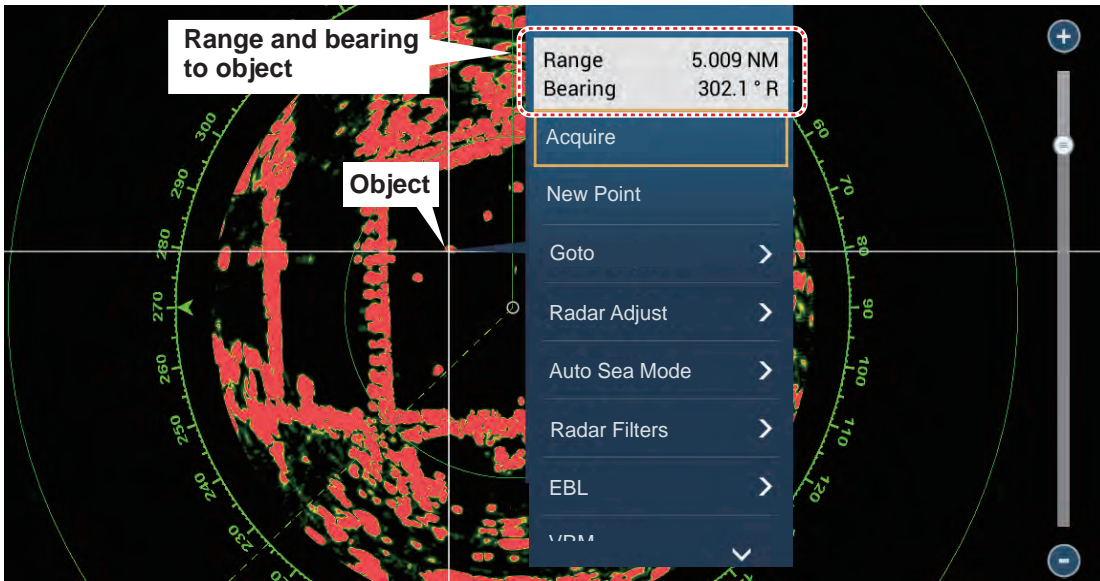 Range and bearing
to object
Range 5.009 NM
Bearing 302.1 ° R
Acquire
Object
New Point
Goto
Radar Adjust
Auto Sea Mode
Radar Filters
EBL
VRM
300
290
280
270
260
250
240
230
60
70
80
90
100
110
120